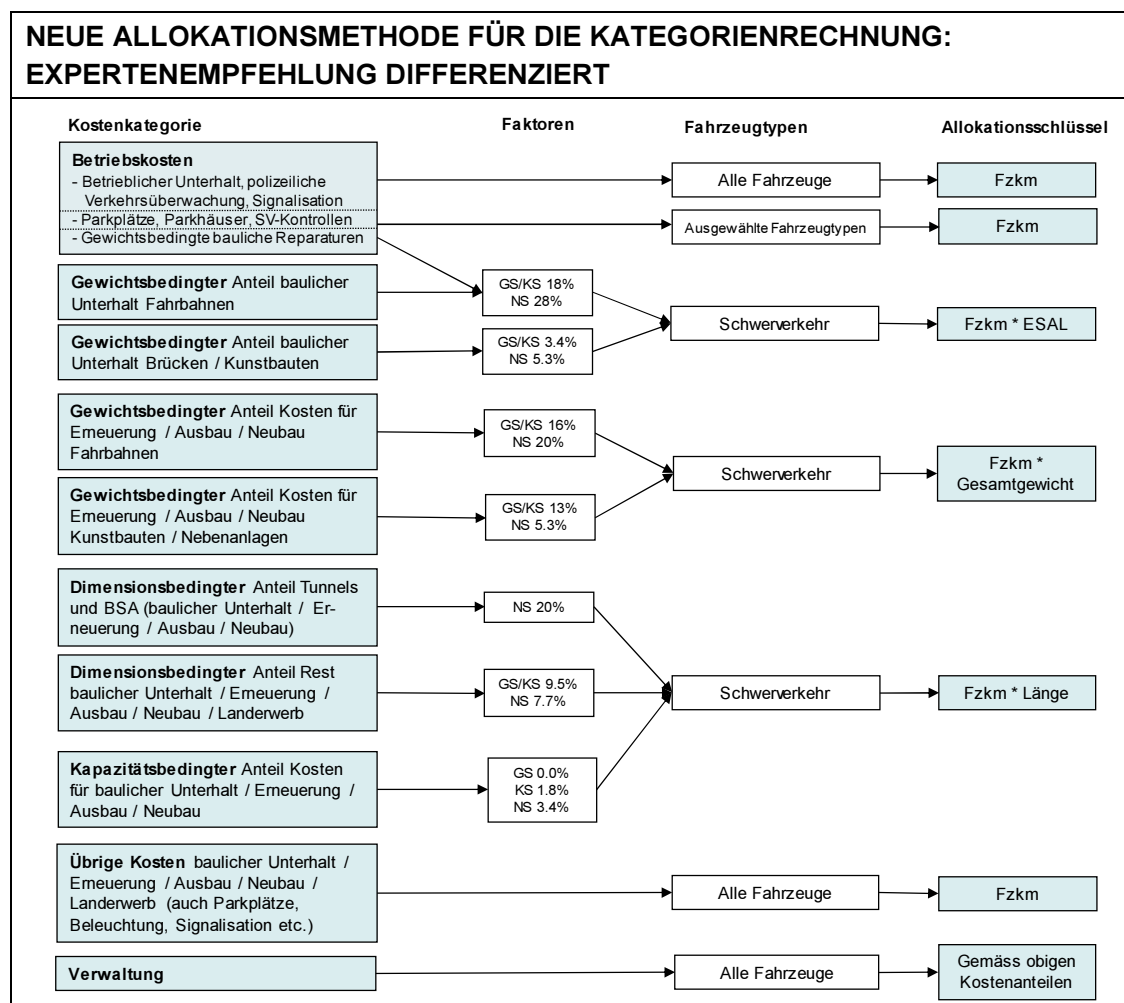 NEUE ALLOKATIONSMETHODE FÜR DIE KATEGORIENRECHNUNG:
EXPERTENEMPFEHLUNG DIFFERENZIERT
Kostenkategorie
Faktoren
Fahrzeugtypen
Allokationsschlüssel
Betriebskosten
- Betrieblicher Unterhalt, polizeiliche
Verkehrsüberwachung, Signalisation
- Parkplätze, Parkhäuser, SV-Kontrollen
- Gewichtsbedingte bauliche Reparaturen
Alle Fahrzeuge
Fzkm
Ausgewählte Fahrzeugtypen
Fzkm
Gewichtsbedingter Anteil baulicher
Unterhalt Fahrbahnen
GS/KS 18%
NS 28%
Gewichtsbedingter Anteil baulicher
Unterhalt Brücken / Kunstbauten
GS/KS 3.4%
NS 5.3%
Schwerverkehr
Fzkm * ESAL
Gewichtsbedingter Anteil Kosten für
Erneuerung / Ausbau / Neubau
Fahrbahnen
GS/KS 16%
NS 20%
Gewichtsbedingter Anteil Kosten für
Erneuerung / Ausbau / Neubau
Kunstbauten / Nebenanlagen
GS/KS 13%
NS 5.3%
Schwerverkehr
Fzkm *
Gesamtgewicht
Dimensionsbedingter Anteil Tunnels
und BSA (baulicher Unterhalt / Er-
neuerung / Ausbau / Neubau)
NS 20%
Dimensionsbedingter Anteil Rest
baulicher Unterhalt / Erneuerung /
Ausbau / Neubau / Landerwerb
GS/KS 9.5%
NS 7.7%
Schwerverkehr
Fzkm * Länge
Kapazitätsbedingter Anteil Kosten
für baulicher Unterhalt / Erneuerung /
Ausbau / Neubau
GS 0.0%
KS 1.8%
NS 3.4%
Übrige Kosten baulicher Unterhalt /
Erneuerung / Ausbau / Neubau /
Landerwerb (auch Parkplätze,
Beleuchtung, Signalisation etc.)
Alle Fahrzeuge
Fzkm
Verwaltung
Alle Fahrzeuge
Gemäss obigen
Kostenanteilen